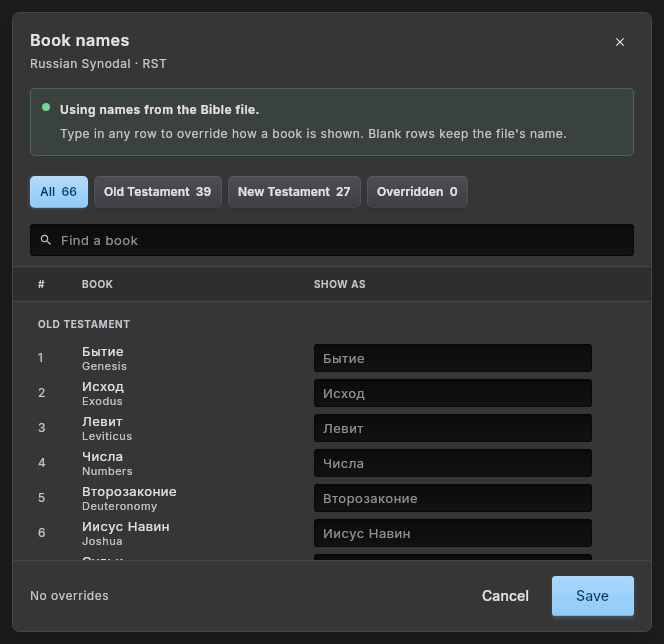 Book names
Russian Synodal · RST
Using names from the Bible file.
Type in any row to override how a book is shown. Blank rows keep the file's name.
All 66 Old Testament 39 New Testament 27 Overridden 0
Find a book
# BOOK SHOW AS
OLD TESTAMENT
1 Бытие Бытие
Genesis
2 Исход Исход
Exodus
3 Левит Левит
Leviticus
4 Числа Числа
Numbers
5 Второзаконие Второзаконие
Deuteronomy
6 Иисус Навин Иисус Навин
Joshua
No overrides Cancel Save